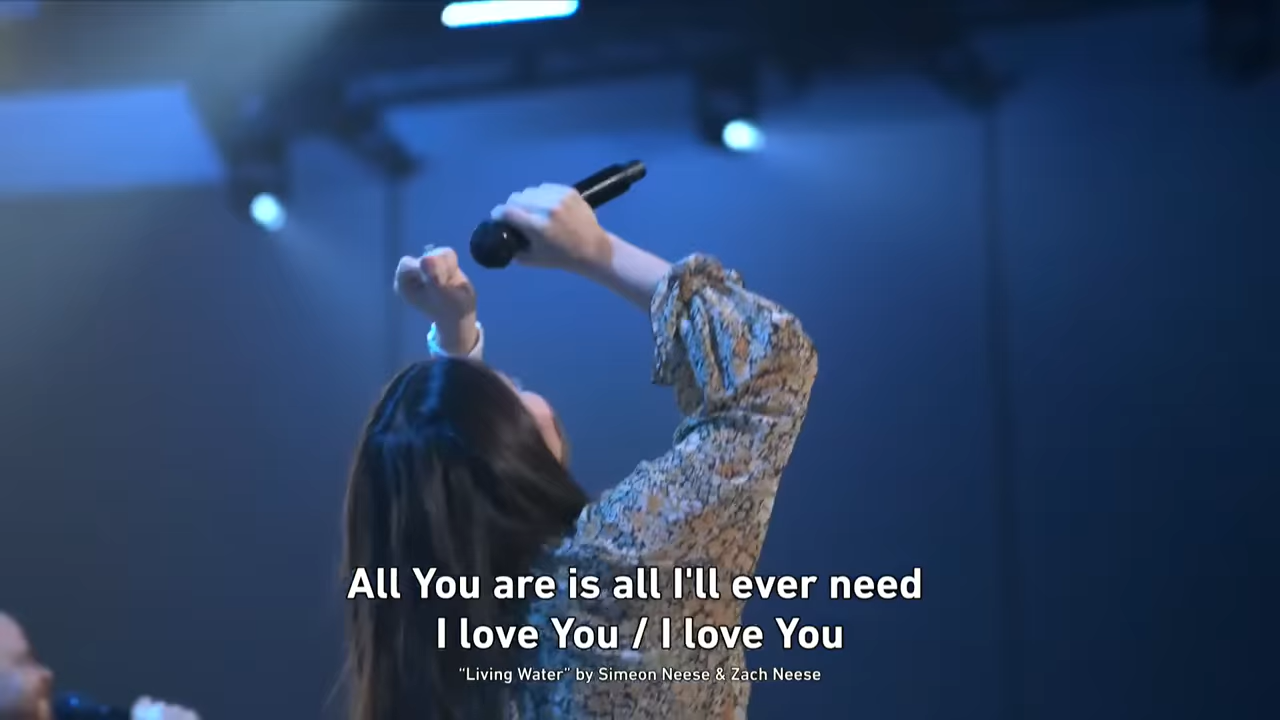 All You are is all I'll ever need
I love You / I love You
"Living Water" by Simeon Neese & Zach Neese